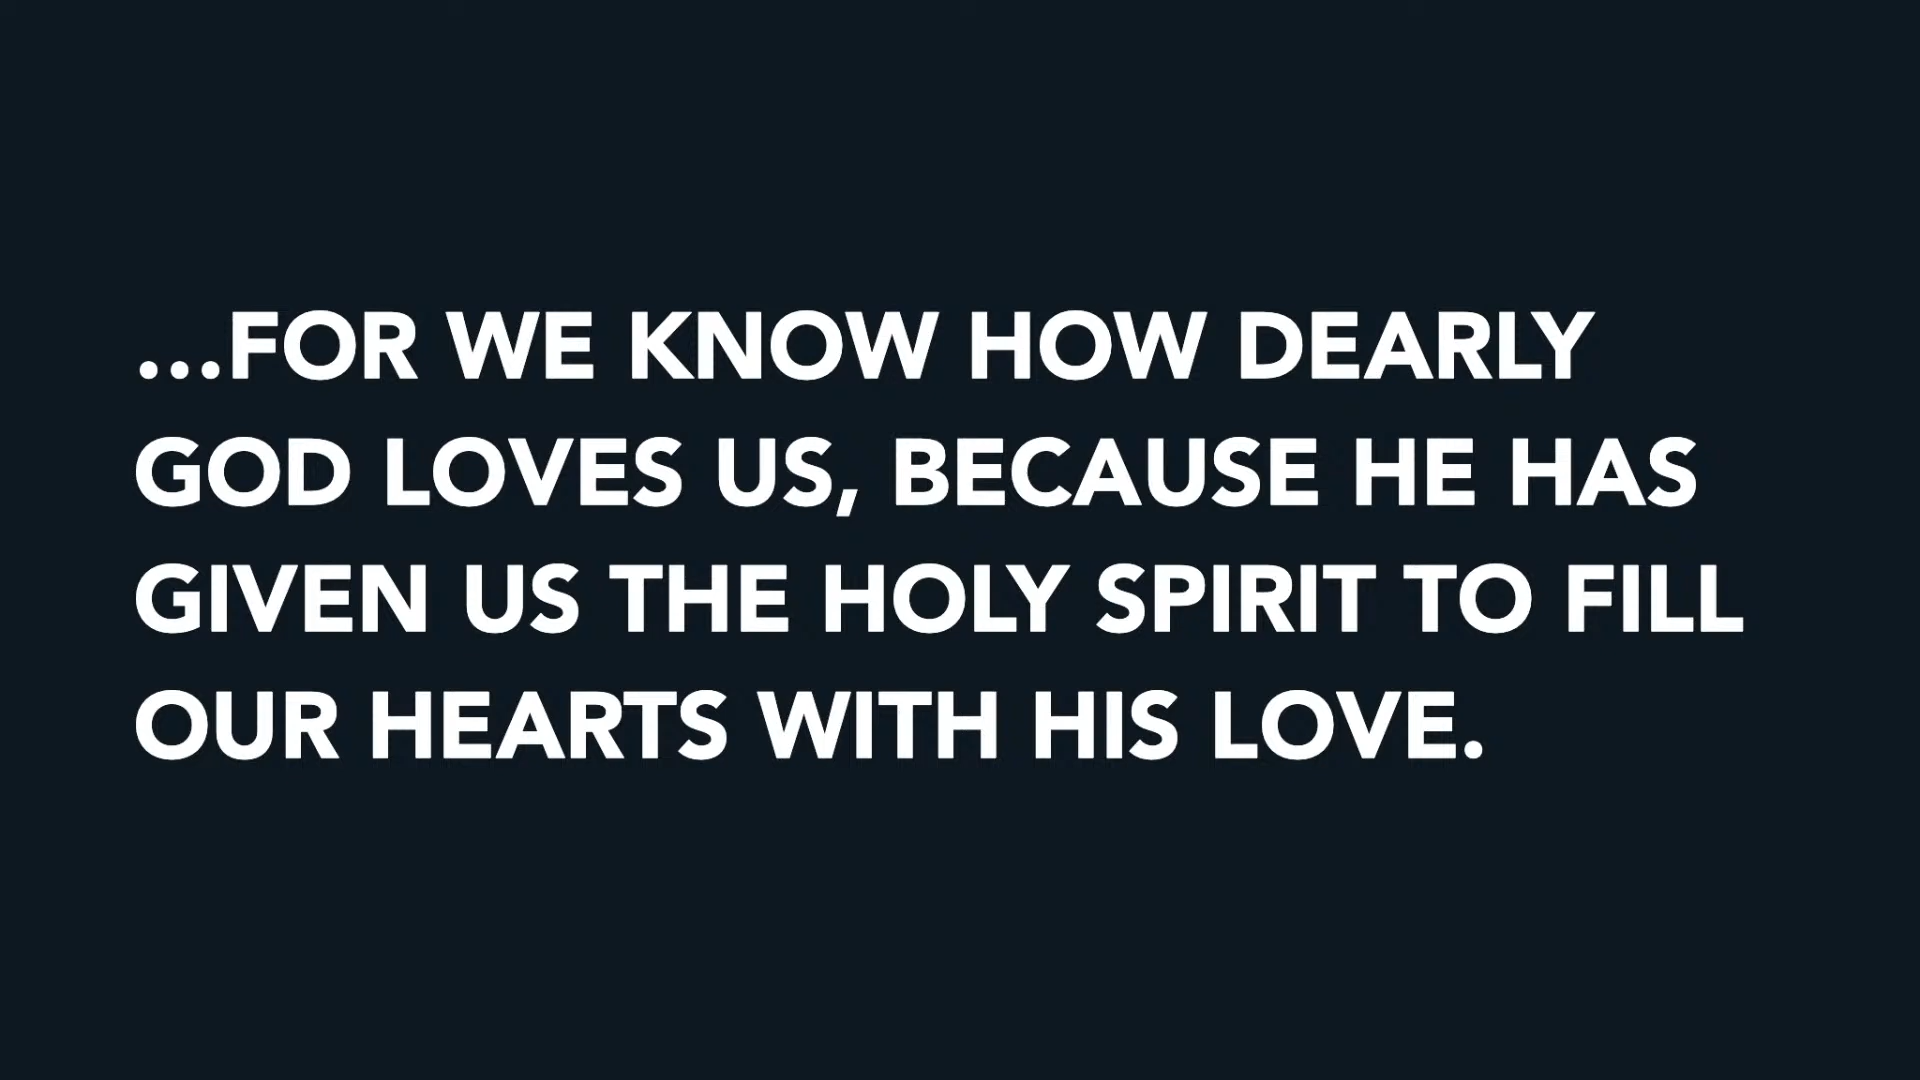 ...FOR WE KNOW HOW DEARLY
GOD LOVES US, BECAUSE HE HAS
GIVEN US THE HOLY SPIRIT TO FILL
OUR HEARTS WITH HIS LOVE.